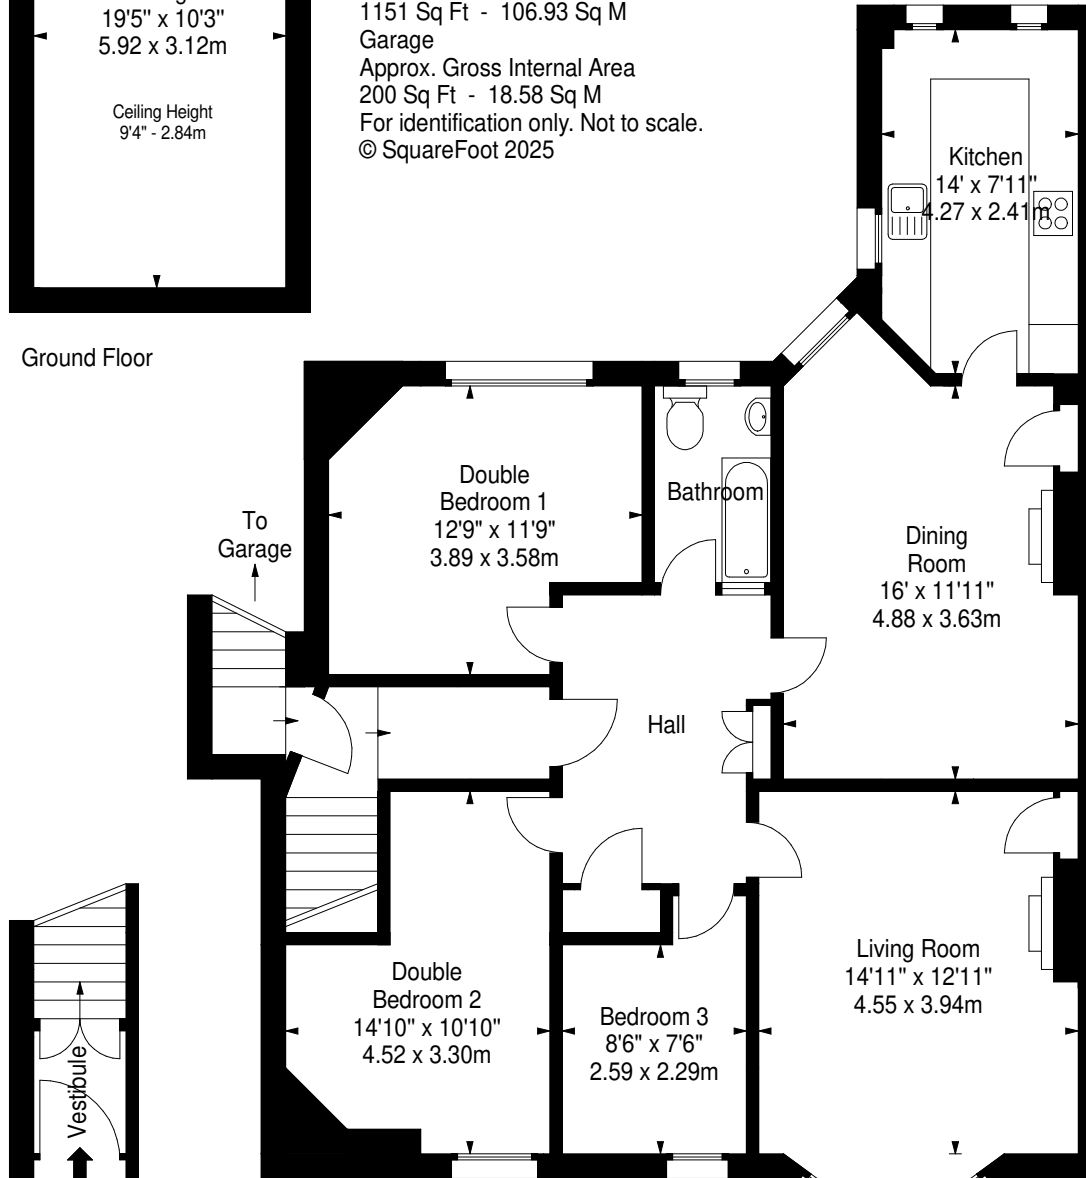 19'5" x 10'3"
5.92 x 3.12m
Ceiling Height
9'4" - 2.84m
1151 Sq Ft - 106.93 Sq M
Garage
Approx. Gross Internal Area
200 Sq Ft - 18.58 Sq M
For identification only. Not to scale.
© SquareFoot 2025
Kitchen
14' x 7'11"
4.27 x 2.41m
Ground Floor
Double
Bedroom 1
12'9" x 11'9"
3.89 x 3.58m
Bathroom
To
Garage
Dining
Room
16' x 11'11"
4.88 x 3.63m
Hall
Double
Bedroom 2
14'10" x 10'10"
4.52 x 3.30m
Bedroom 3
8'6" x 7'6"
2.59 x 2.29m
Living Room
14'11" x 12'11"
4.55 x 3.94m
Vestibule